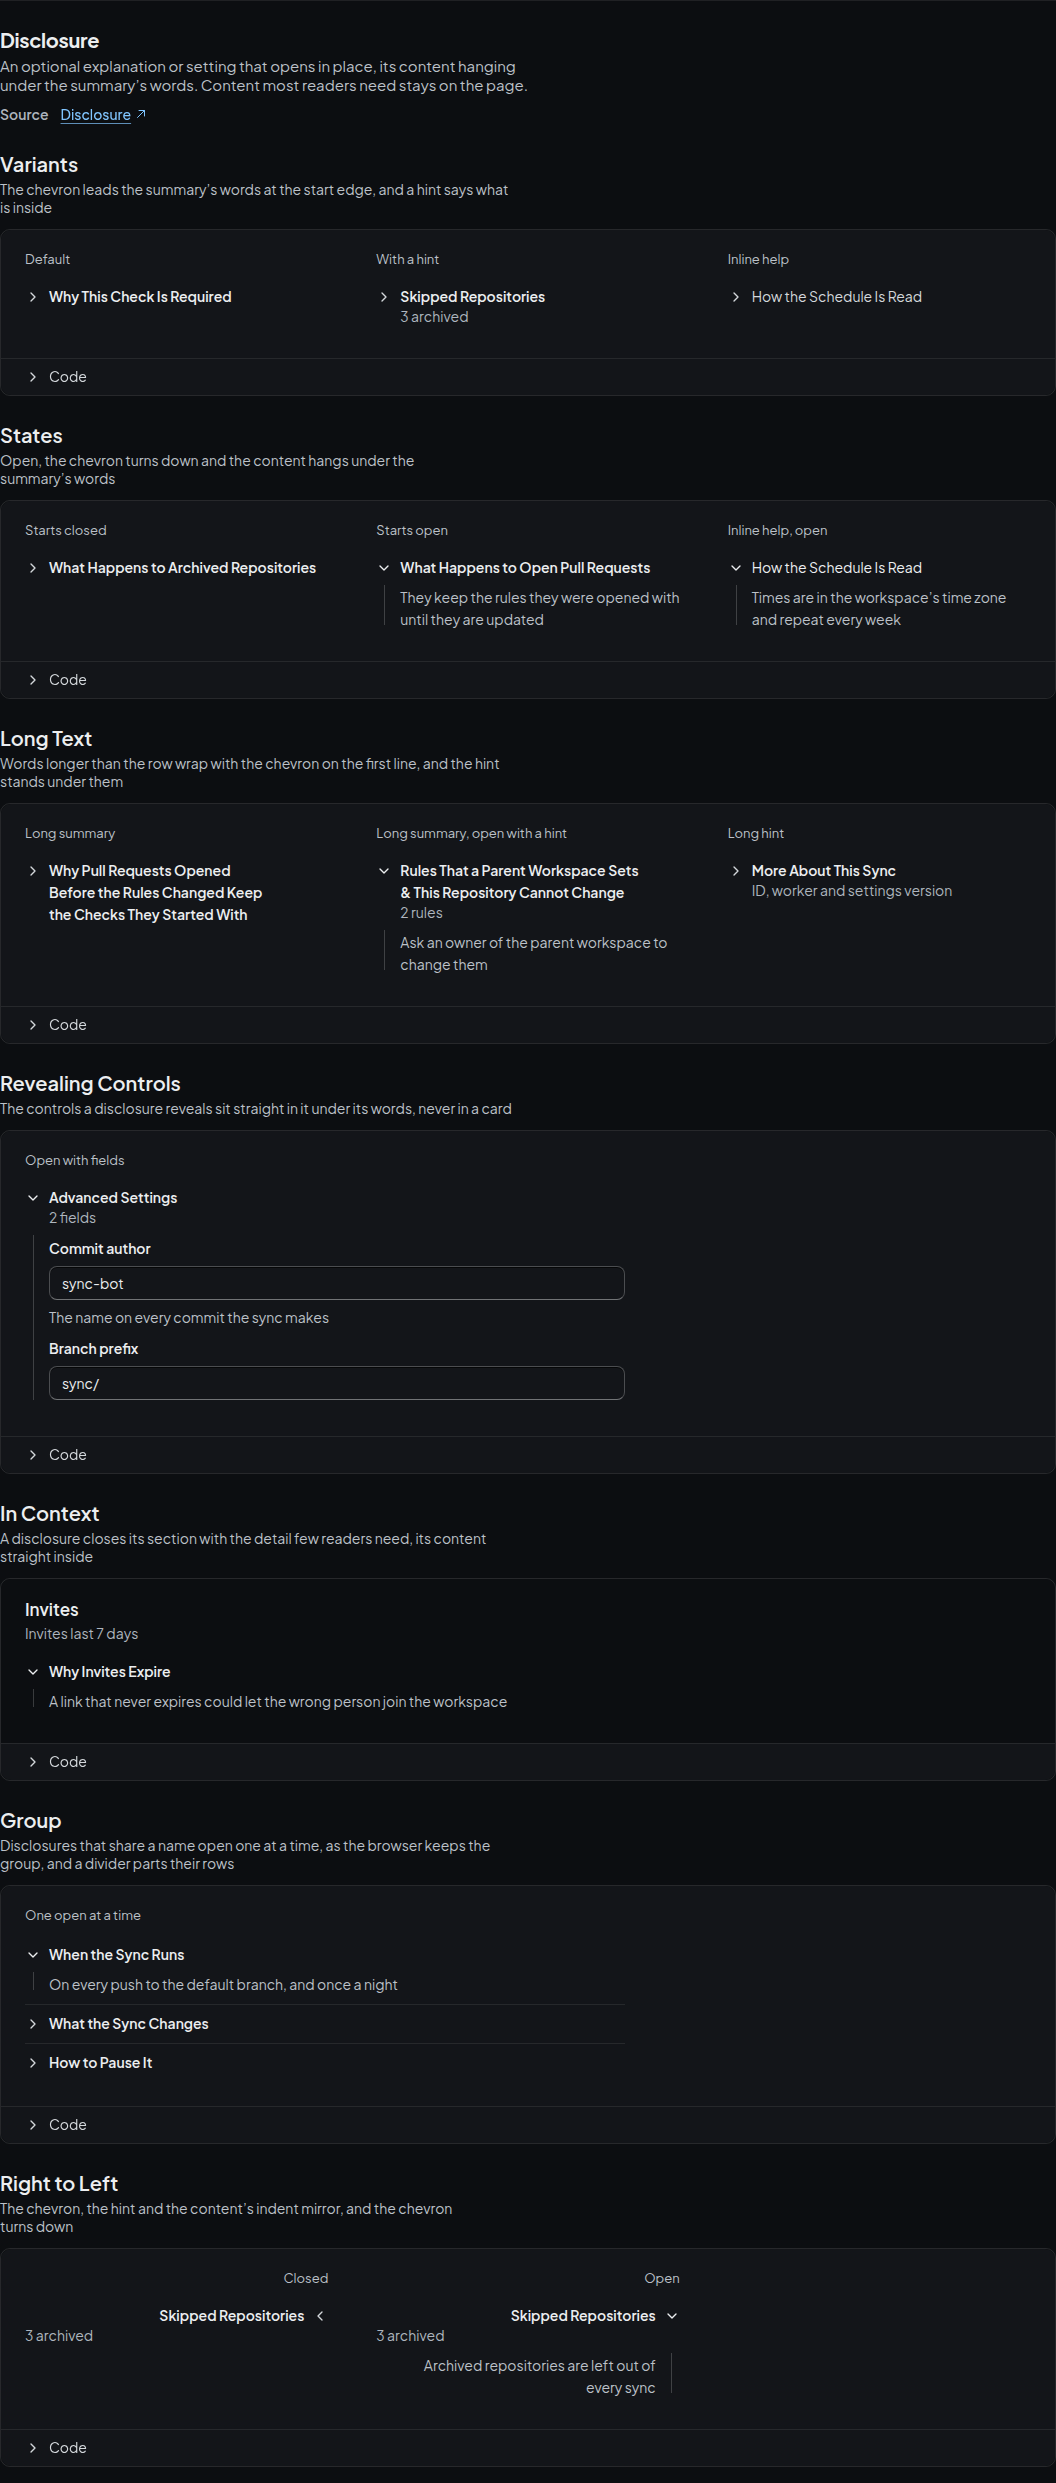 Disclosure
An optional explanation or setting that opens in place, its content hanging
under the summary's words. Content most readers need stays on the page.
Source Disclosure
Variants
The chevron leads the summary's words at the start edge, and a hint says what
is inside
Default
With a hint
Inline help
Why This Check Is Required
Skipped Repositories
3 archived
How the Schedule Is Read
Code
States
Open, the chevron turns down and the content hangs under the
summary's words
Starts closed
Starts open
Inline help, open
What Happens to Archived Repositories
What Happens to Open Pull Requests
They keep the rules they were opened with
until they are updated
How the Schedule Is Read
Times are in the workspace's time zone
and repeat every week
Code
Long Text
Words longer than the row wrap with the chevron on the first line, and the hint
stands under them
Long summary
Long summary, open with a hint
Long hint
Why Pull Requests Opened
Before the Rules Changed Keep
the Checks They Started With
Rules That a Parent Workspace Sets
& This Repository Cannot Change
2 rules
Ask an owner of the parent workspace to
change them
More About This Sync
ID, worker and settings version
Code
Revealing Controls
The controls a disclosure reveals sit straight in it under its words, never in a card
Open with fields
Advanced Settings
2 fields
Commit author
sync-bot
The name on every commit the sync makes
Branch prefix
sync/
Code
In Context
A disclosure closes its section with the detail few readers need, its content
straight inside
Invites
Invites last 7 days
Why Invites Expire
A link that never expires could let the wrong person join the workspace
Code
Group
Disclosures that share a name open one at a time, as the browser keeps the
group, and a divider parts their rows
One open at a time
When the Sync Runs
On every push to the default branch, and once a night
What the Sync Changes
How to Pause It
Code
Right to Left
The chevron, the hint and the content's indent mirror, and the chevron
turns down
Closed
Open
Skipped Repositories
3 archived
Skipped Repositories
3 archived
Archived repositories are left out of
every sync
Code